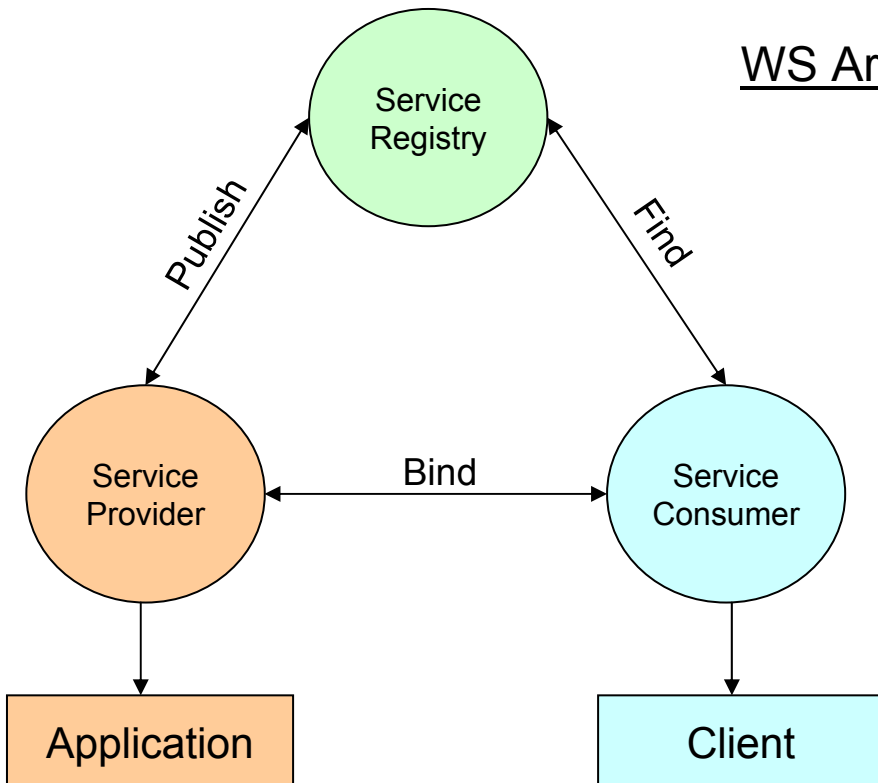 WS Ar
Service
Registry
Publish
Find
Service
Provider
Bind
Service
Consumer
Application
Client